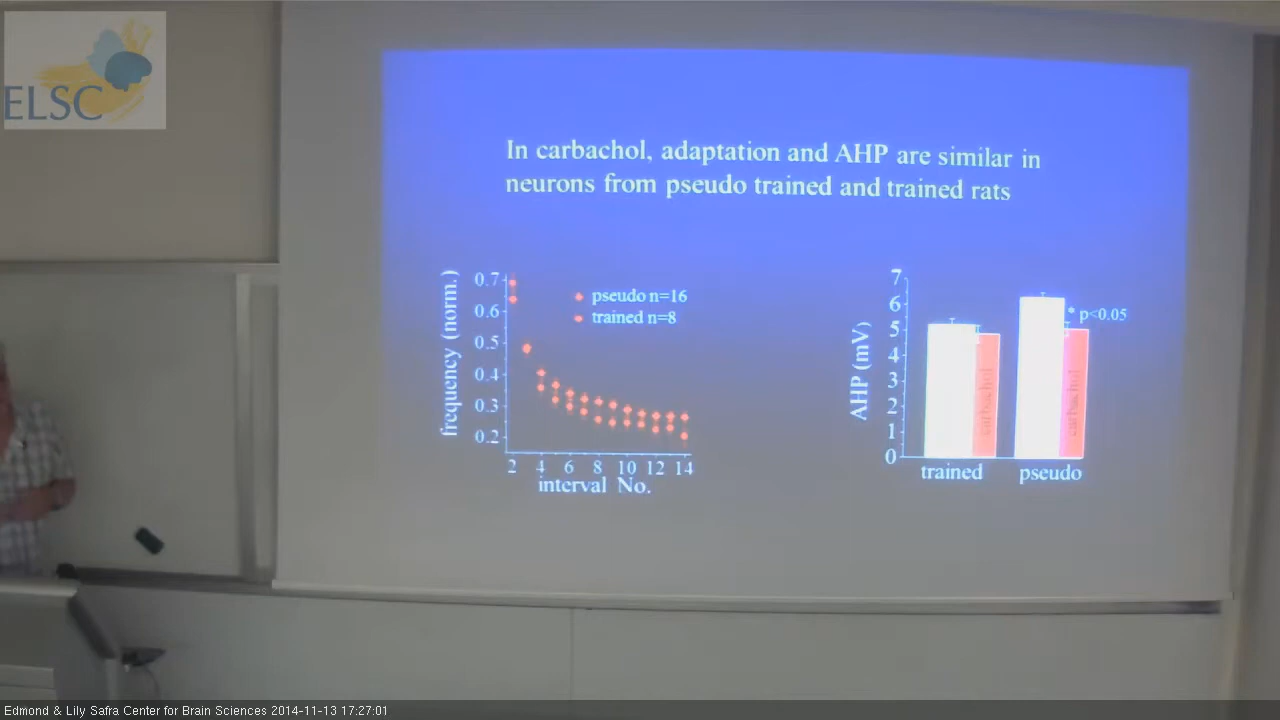 ELSC
In carbachol, adaptation and AHP are similar in
neurons from pseudo trained and trained rats
frequency (norm.)
0.7
0.6
0.5
0.4
0.3
0.2
pseudo n=16
trained n=8
2 4 6 8 10 12 14
interval No.
AHP (mV)
7
6
5
4
3
2
1
0
carbachol
carbachol
* p<0.05
trained pseudo
Edmond & Lily Safra Center for Brain Sciences 2014-11-13 17:27:01